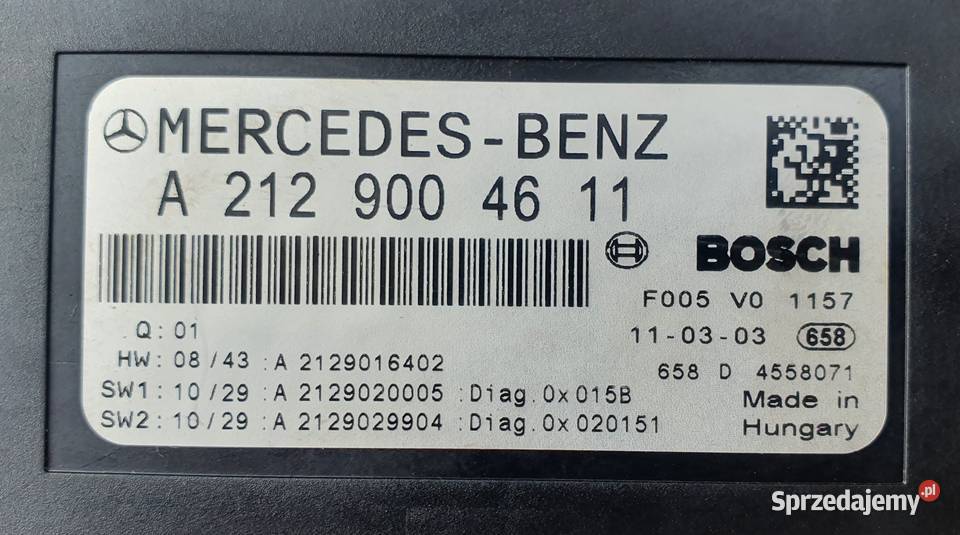 MERCEDES-BENZ
A 212 900 46 11
BOSCH
F005 V0 1157
Q: 01
11-03-03 658
HW: 08/43 :A 2129016402
658 D 4558071
SW1: 10/29 :A 2129020005 :Diag.0x015B
Made in
SW2: 10/29 :A 2129029904 :Diag.0x020151
Hungary
Sprzedajemy.pl